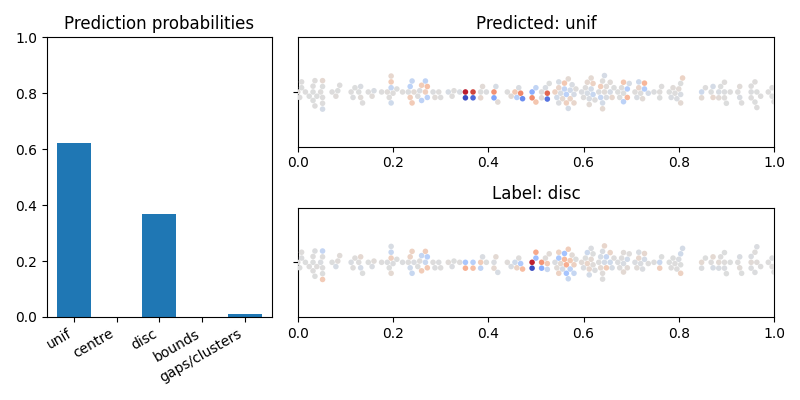 Prediction probabilities
1.0
0.8
0.6
0.4
0.2
0.0
unif
centre
disc
bounds
gaps/clusters
Predicted: unif
0.0 0.2 0.4 0.6 0.8 1.0
Label: disc
0.0 0.2 0.4 0.6 0.8 1.0